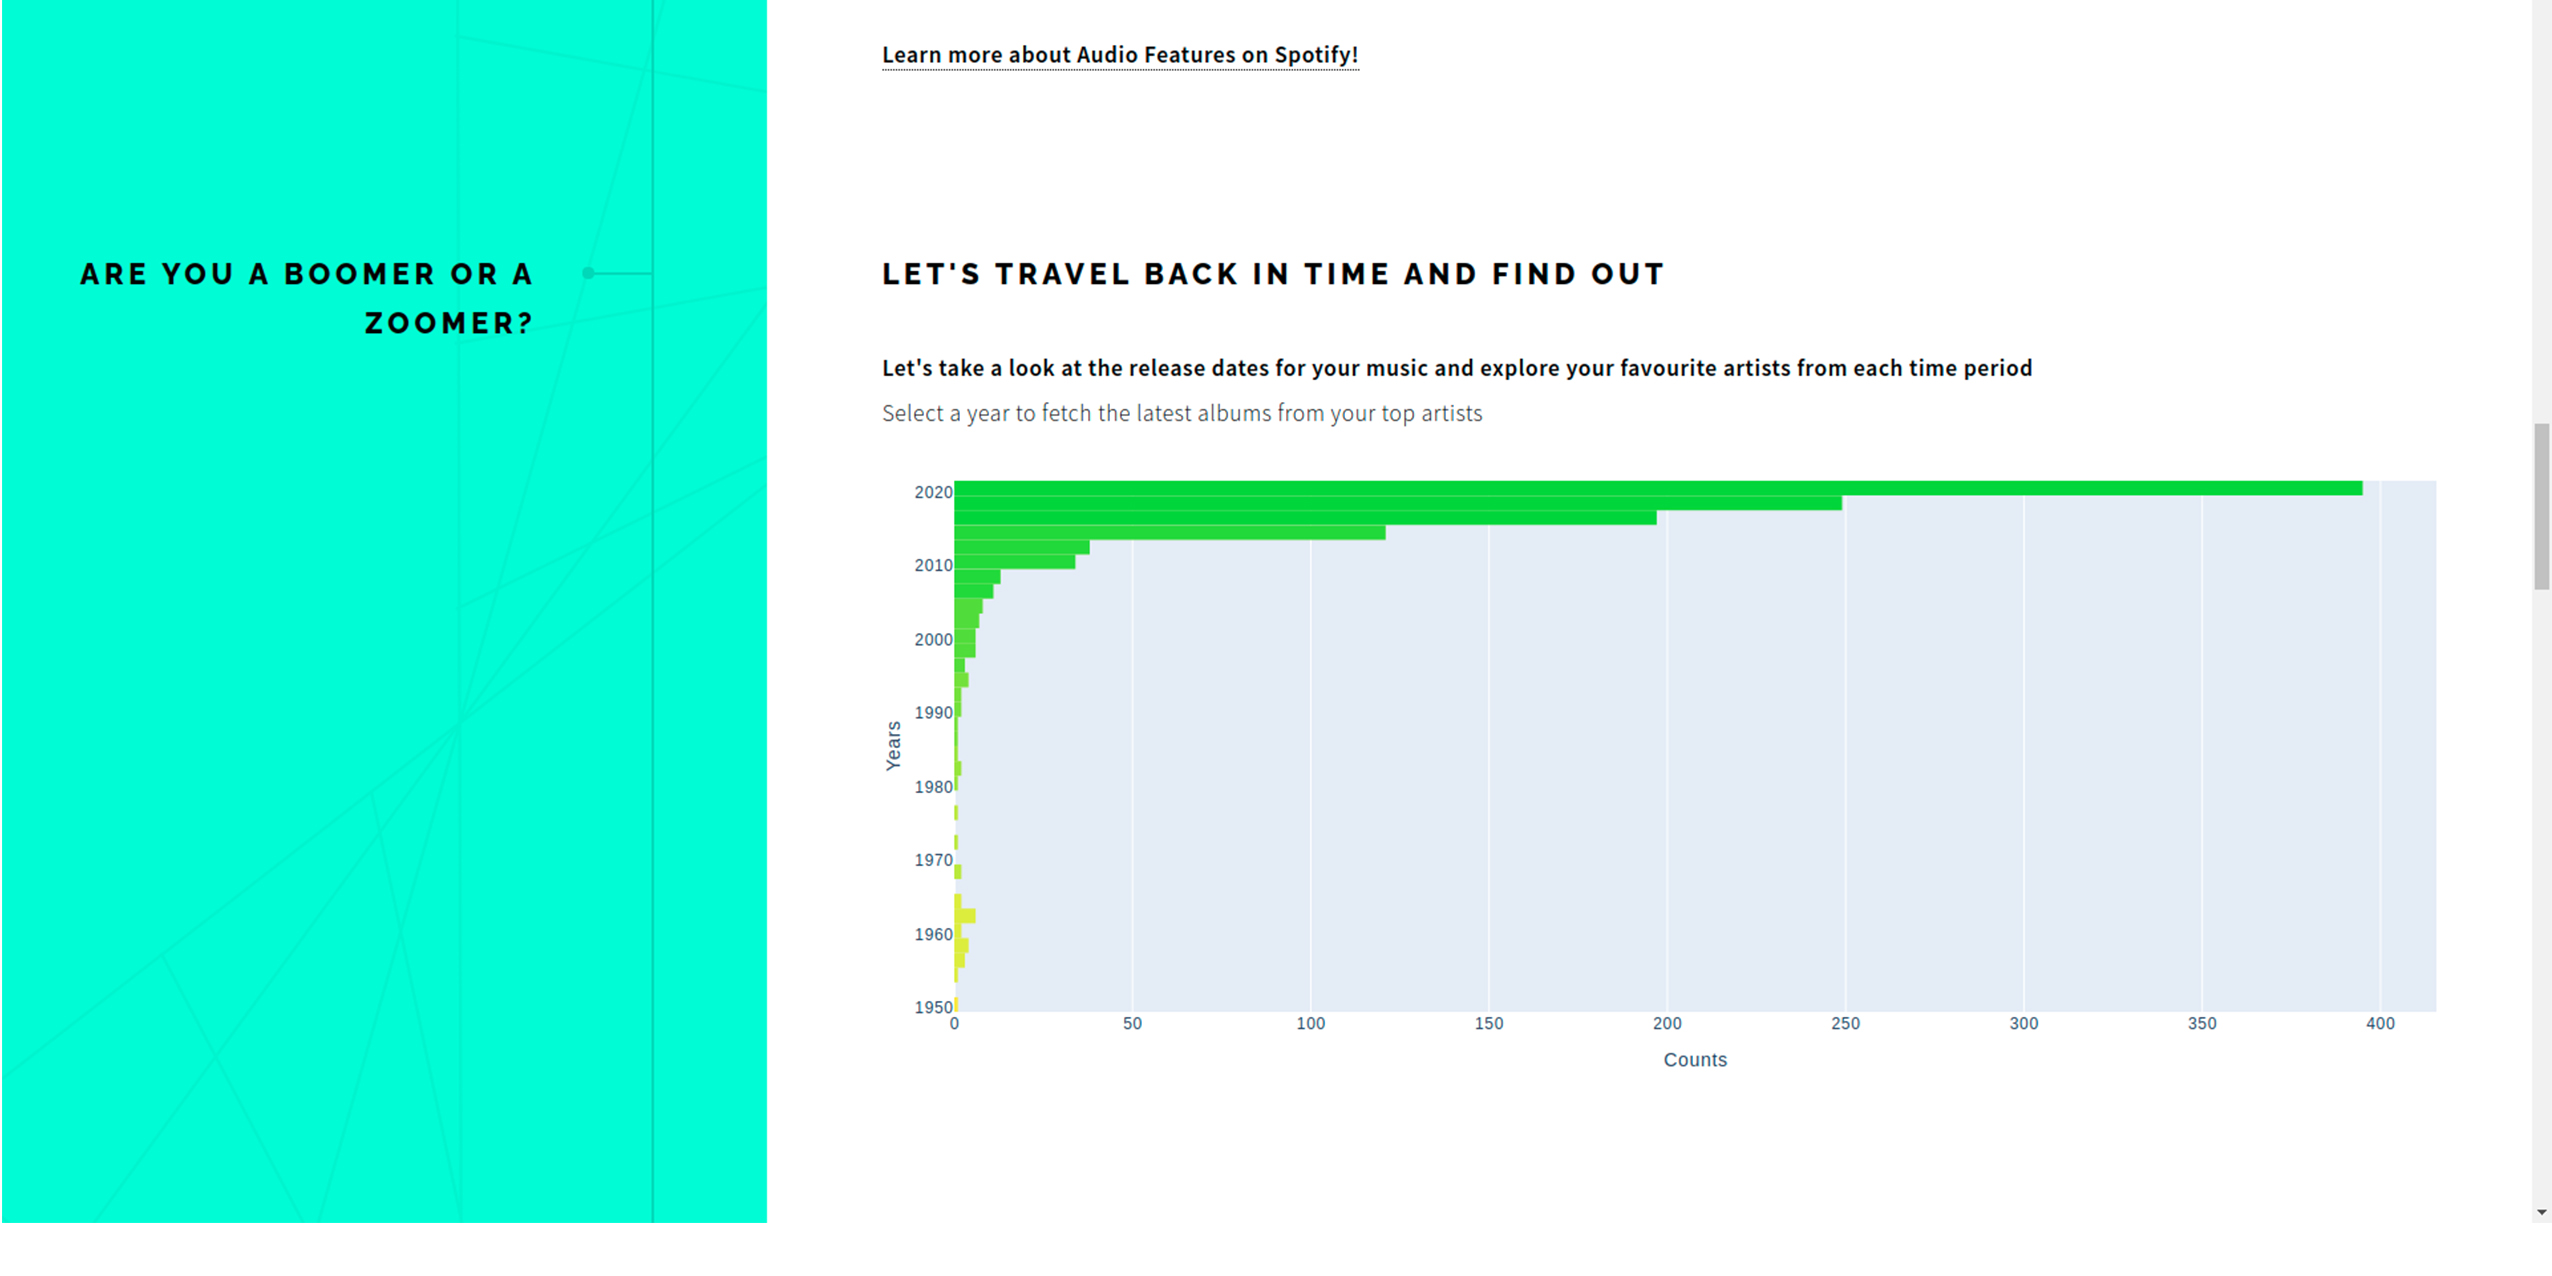 Learn more about Audio Features on Spotify!
ARE YOU A BOOMER OR A
ZOOMER?
LET'S TRAVEL BACK IN TIME AND FIND OUT
Let's take a look at the release dates for your music and explore your favourite artists from each time period
Select a year to fetch the latest albums from your top artists
2020
2010
2000
1990
1980
1970
1960
1950
Years
0 50 100 150 200 250 300 350 400
Counts